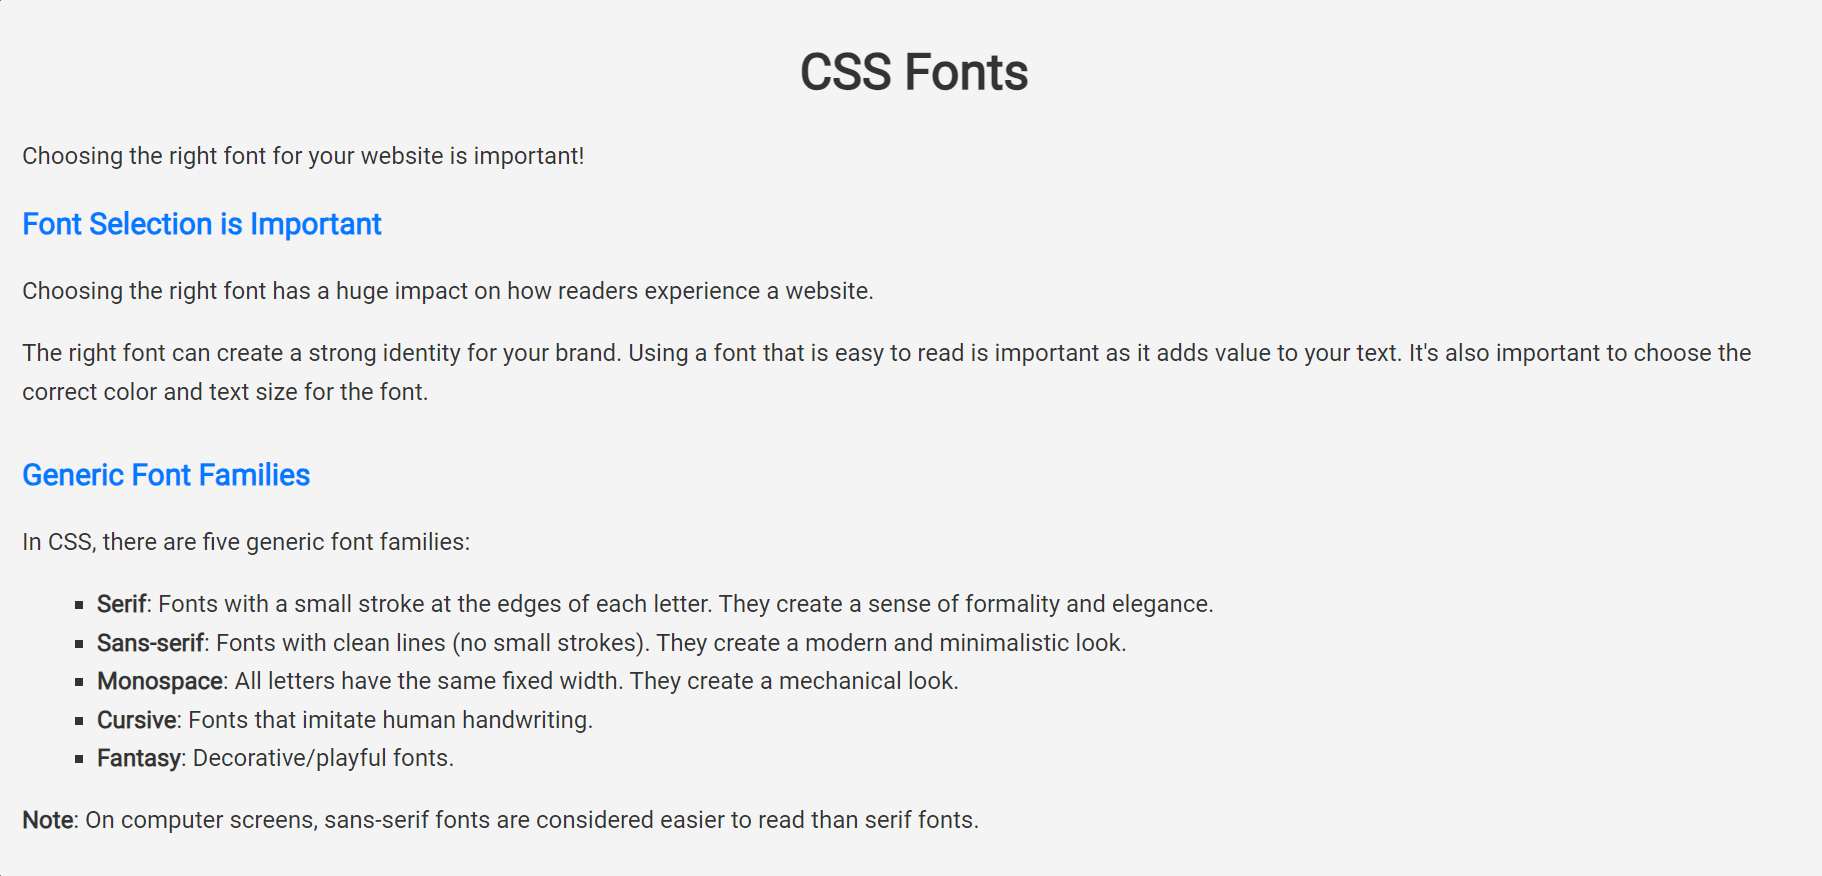 CSS Fonts
Choosing the right font for your website is important!
Font Selection is Important
Choosing the right font has a huge impact on how readers experience a website.
The right font can create a strong identity for your brand. Using a font that is easy to read is important as it adds value to your text. It's also important to choose the
correct color and text size for the font.
Generic Font Families
In CSS, there are five generic font families:
▪ Serif: Fonts with a small stroke at the edges of each letter. They create a sense of formality and elegance.
▪ Sans-serif: Fonts with clean lines (no small strokes). They create a modern and minimalistic look.
▪ Monospace: All letters have the same fixed width. They create a mechanical look.
▪ Cursive: Fonts that imitate human handwriting.
▪ Fantasy: Decorative/playful fonts.
Note: On computer screens, sans-serif fonts are considered easier to read than serif fonts.